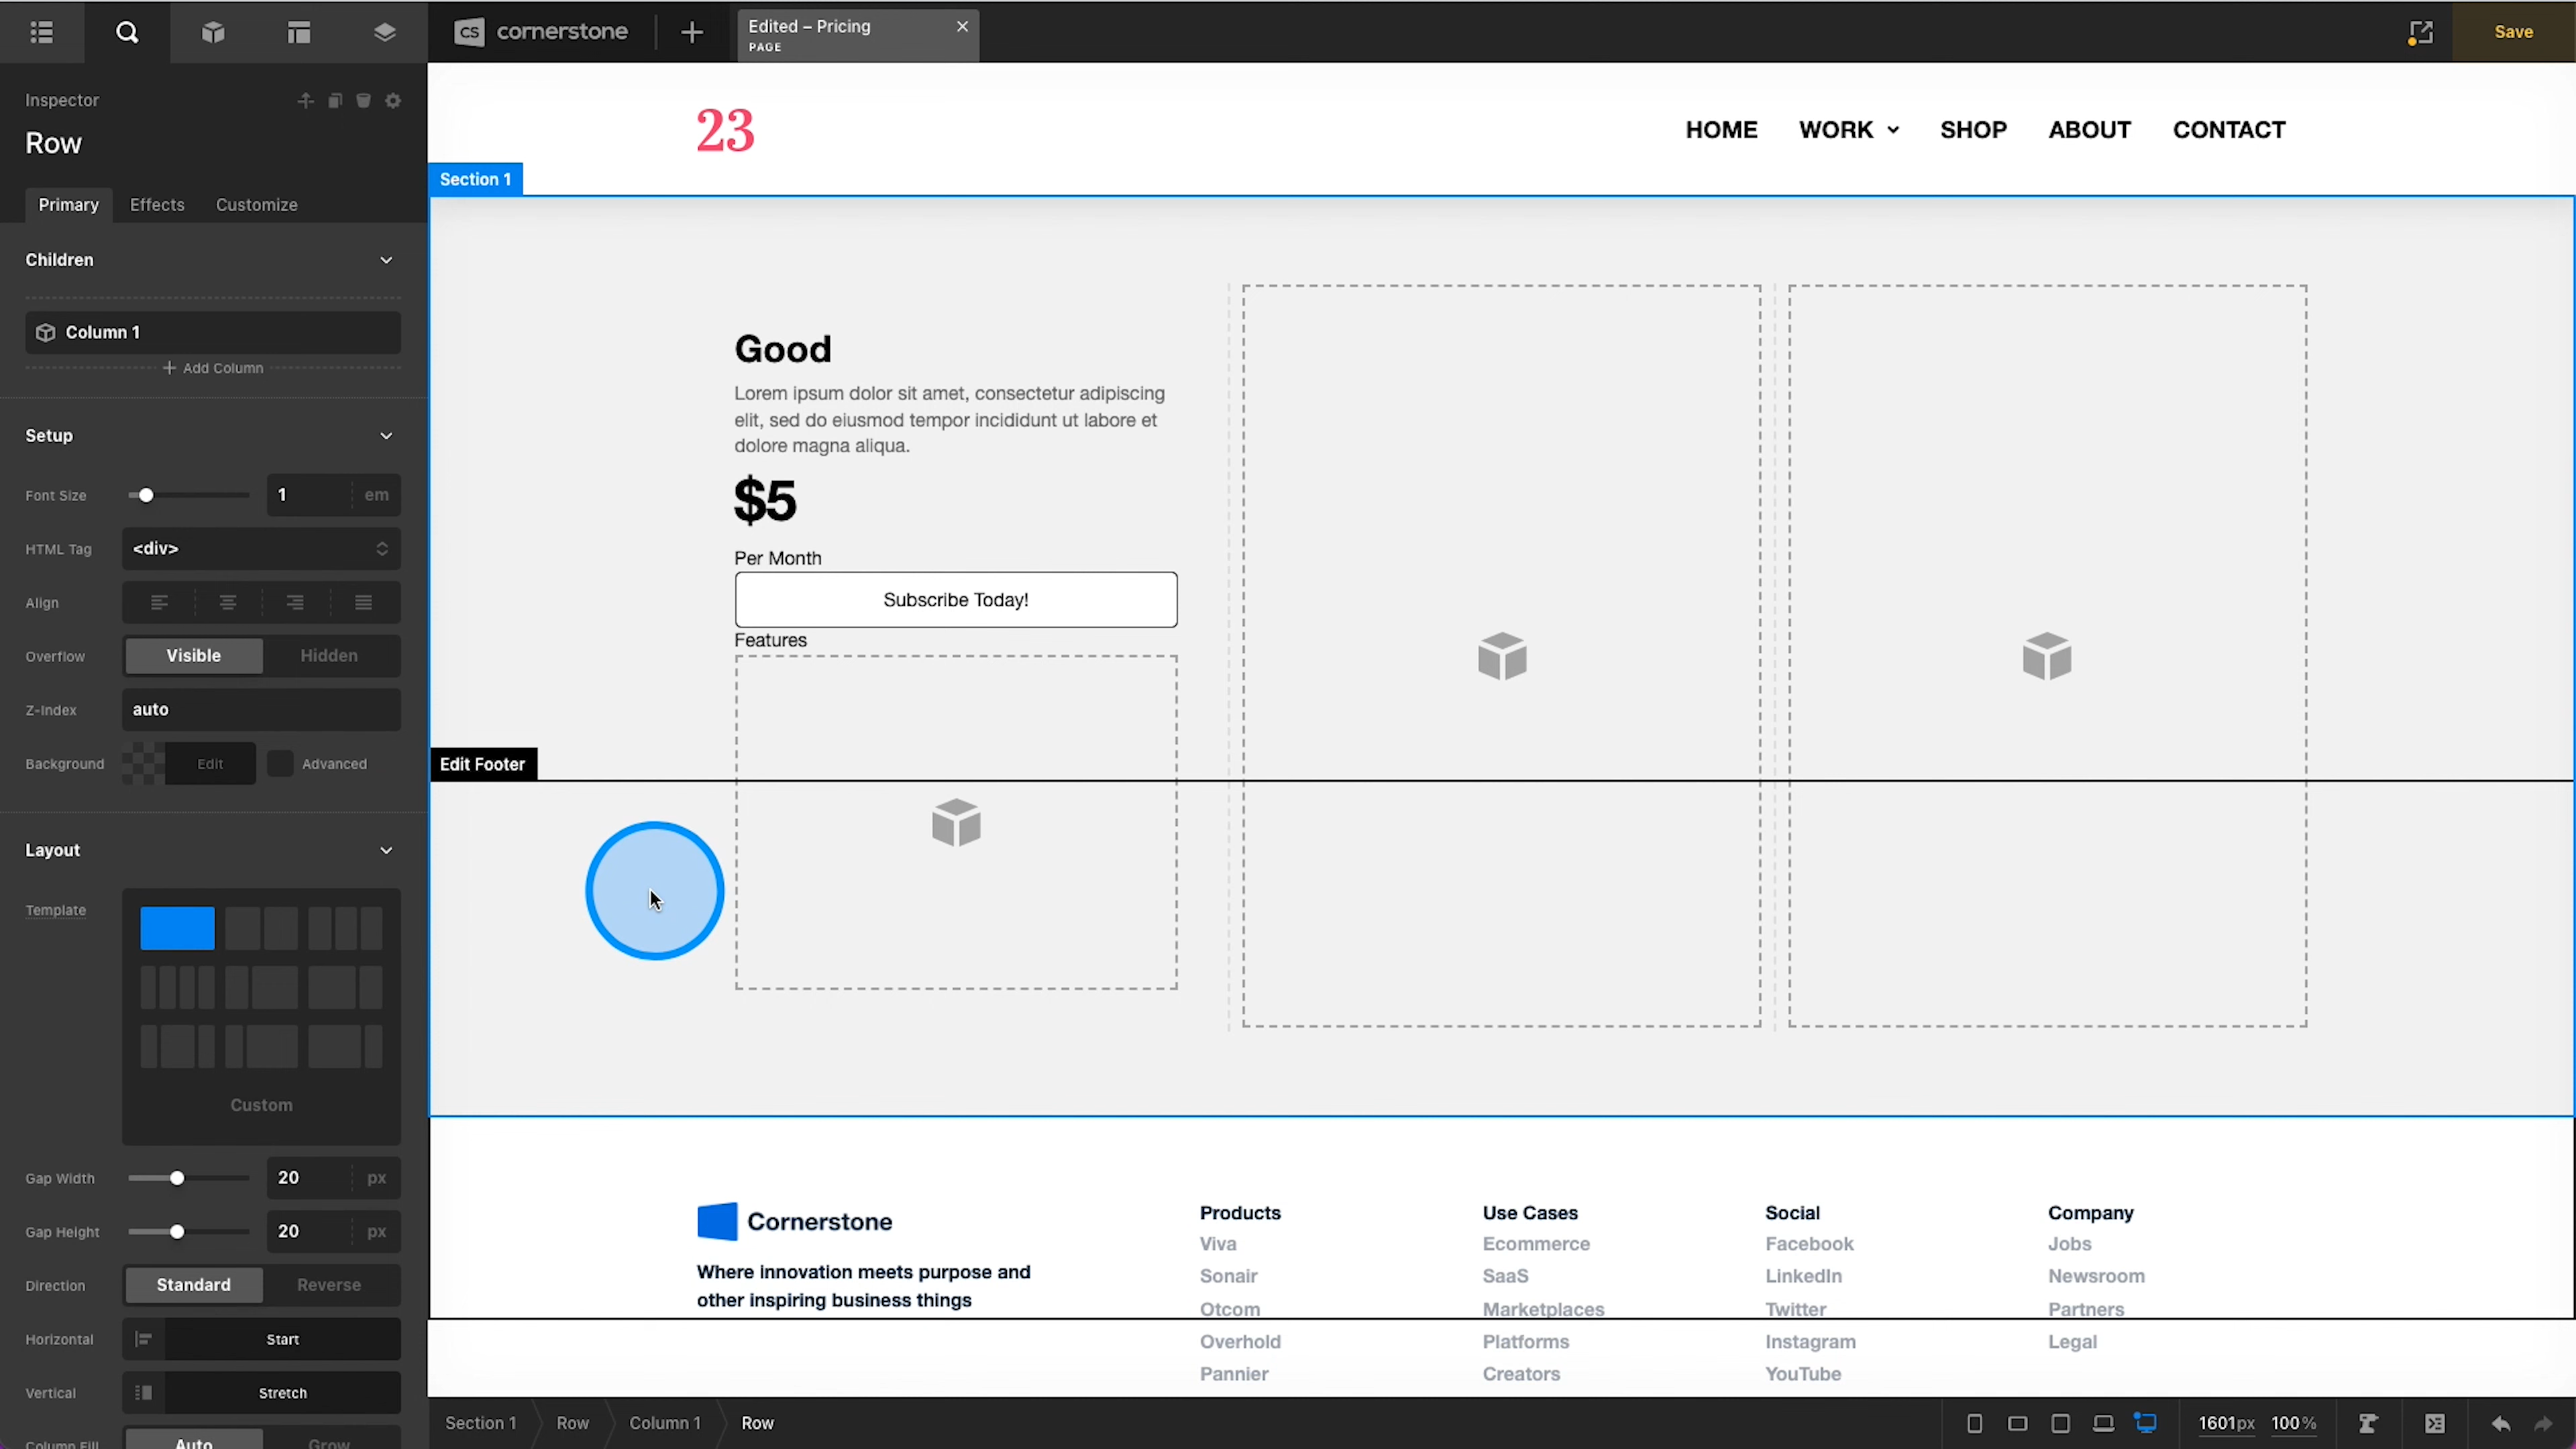 CS cornerstone
Edited – Pricing
PAGE
Save
Inspector
Row
Primary Effects Customize
Children
Column 1
Add Column
Setup
Font Size 1 em
HTML Tag <div>
Align
Overflow Visible Hidden
Z-Index auto
Background Edit Advanced
Layout
Template
Custom
Gap Width 20 px
Gap Height 20 px
Direction Standard Reverse
Horizontal Start
Vertical Stretch
Column Fill Auto Grow
23
HOME WORK SHOP ABOUT CONTACT
Section 1
Good
Lorem ipsum dolor sit amet, consectetur adipiscing
elit, sed do eiusmod tempor incididunt ut labore et
dolore magna aliqua.
$5
Per Month
Subscribe Today!
Features
Edit Footer
Cornerstone
Where innovation meets purpose and
other inspiring business things
Products
Viva
Sonair
Otcom
Overhold
Pannier
Use Cases
Ecommerce
SaaS
Marketplaces
Platforms
Creators
Social
Facebook
LinkedIn
Twitter
Instagram
YouTube
Company
Jobs
Newsroom
Partners
Legal
Section 1 Row Column 1 Row
1601px 100%